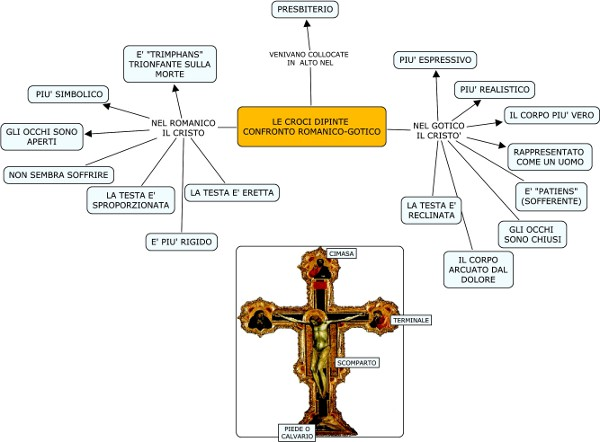 PRESBITERIO
VENIVANO COLLOCATE
IN ALTO NEL
LE CROCI DIPINTE
CONFRONTO ROMANICO-GOTICO
NEL ROMANICO
IL CRISTO
E' "TRIMPHANS"
TRIONFANTE SULLA
MORTE
PIU' SIMBOLICO
GLI OCCHI SONO
APERTI
NON SEMBRA SOFFRIRE
LA TESTA E'
SPROPORZIONATA
E' PIU' RIGIDO
LA TESTA E' ERETTA
NEL GOTICO
IL CRISTO'
PIU' ESPRESSIVO
PIU' REALISTICO
IL CORPO PIU' VERO
RAPPRESENTATO
COME UN UOMO
E' "PATIENS"
(SOFFERENTE)
GLI OCCHI
SONO CHIUSI
IL CORPO
ARCUATO DAL
DOLORE
LA TESTA E'
RECLINATA
CIMASA
TERMINALE
SCOMPARTO
PIEDE O
CALVARIO